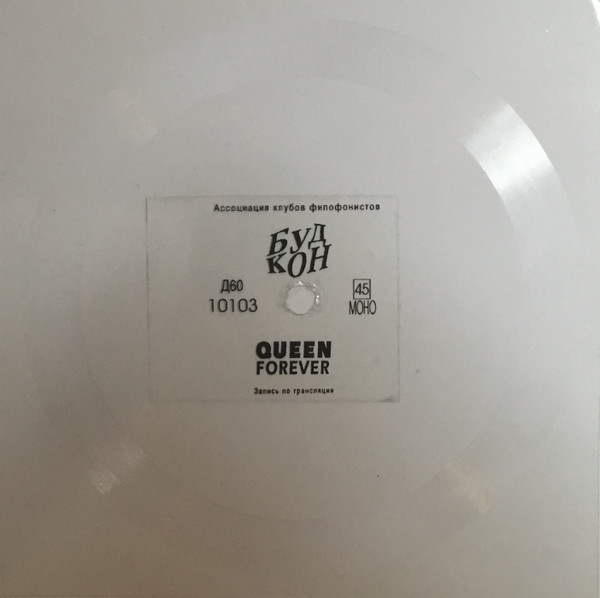 Ассоциация клубов филофонистов
БУД
КОН
Д60
10103
45
МОНО
QUEEN
FOREVER
Запись по трансляции